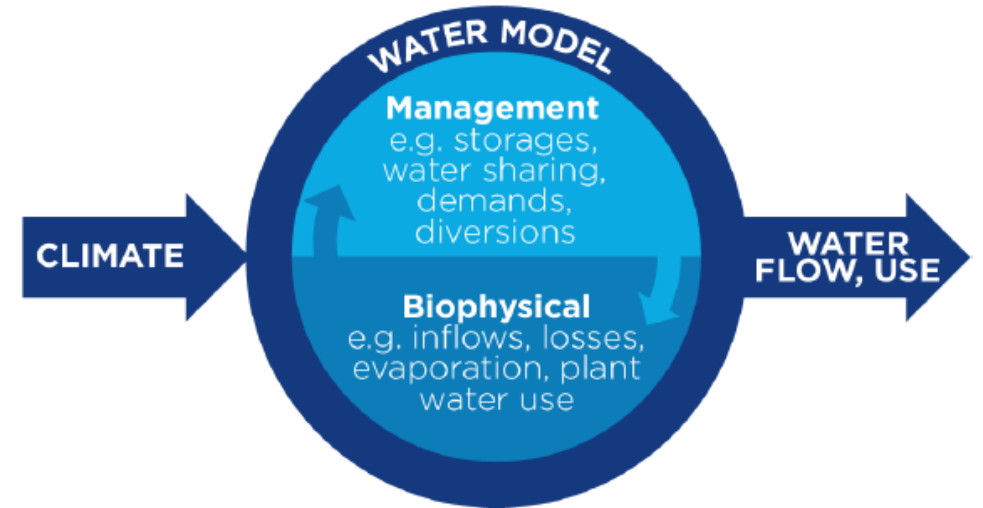 WATER MODEL
Management
e.g. storages,
water sharing,
demands,
diversions
CLIMATE
WATER
FLOW, USE
Biophysical
e.g. inflows, losses,
evaporation, plant
water use